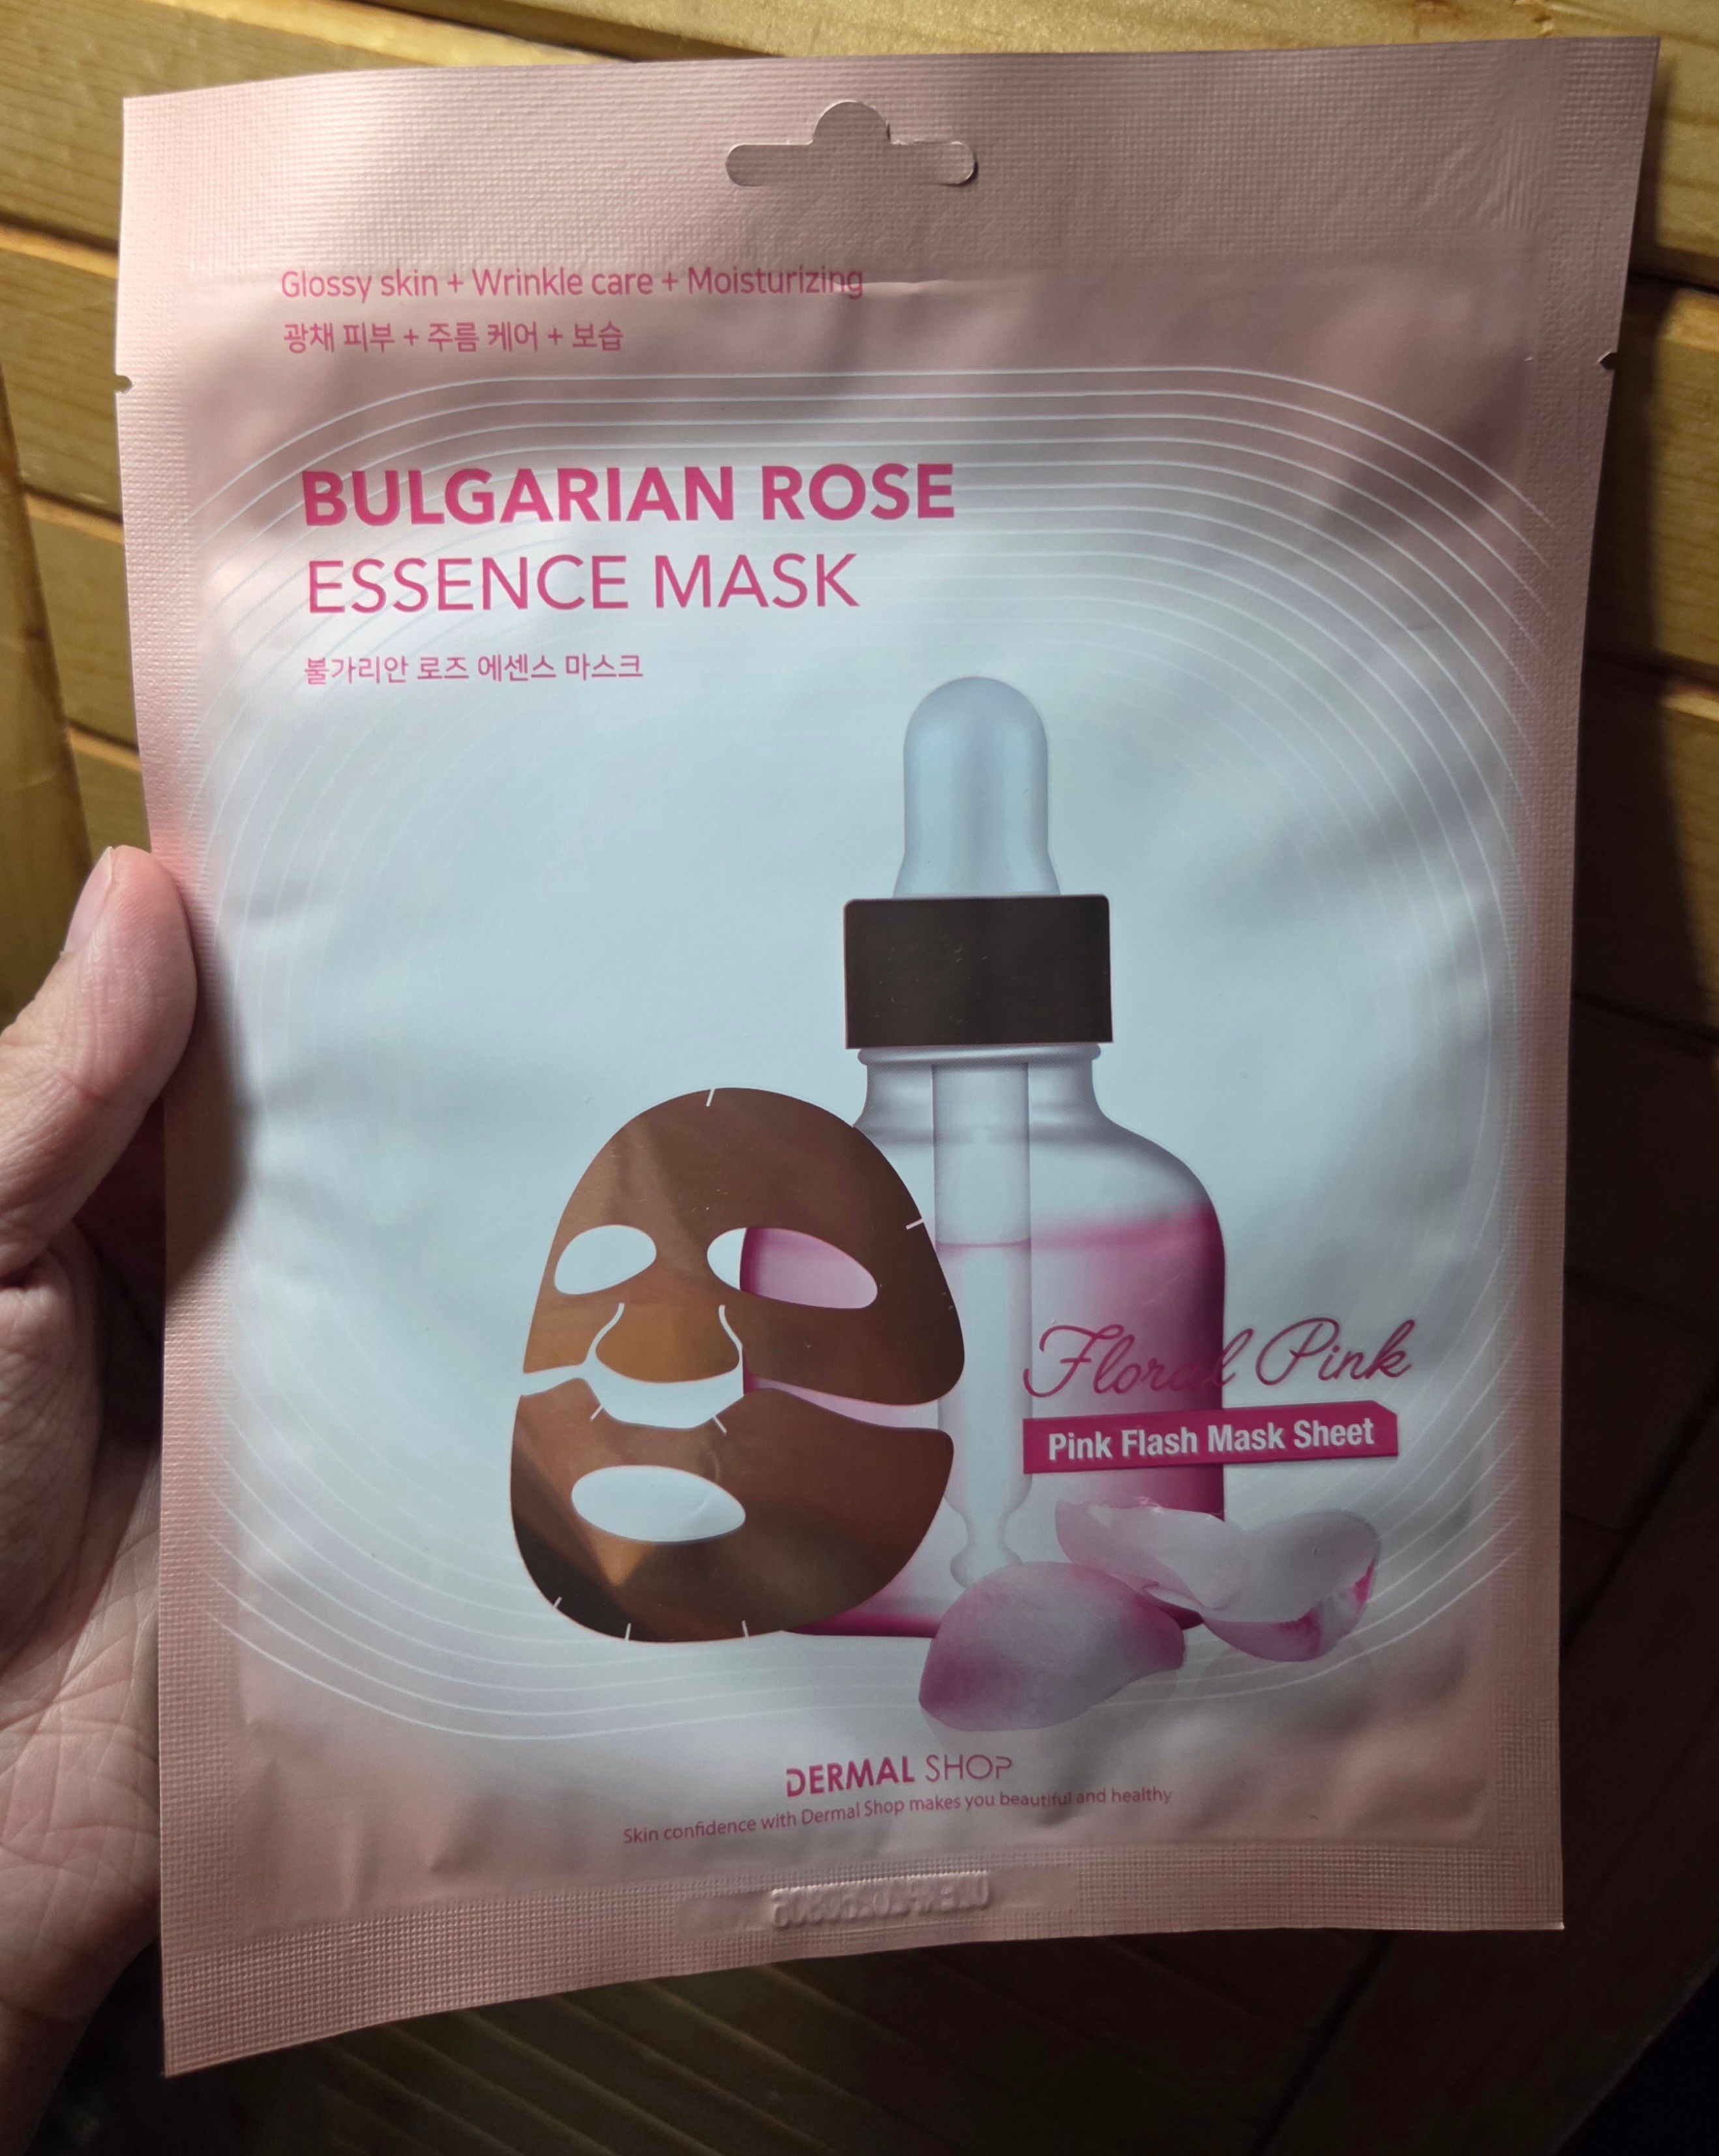 Glossy skin + Wrinkle care + Moisturizing
광채 피부 + 주름 케어 + 보습
BULGARIAN ROSE
ESSENCE MASK
불가리안 로즈 에센스 마스크
Floral Pink
Pink Flash Mask Sheet
DERMAL SHOP
Skin confidence with Dermal Shop makes you beautiful and healthy